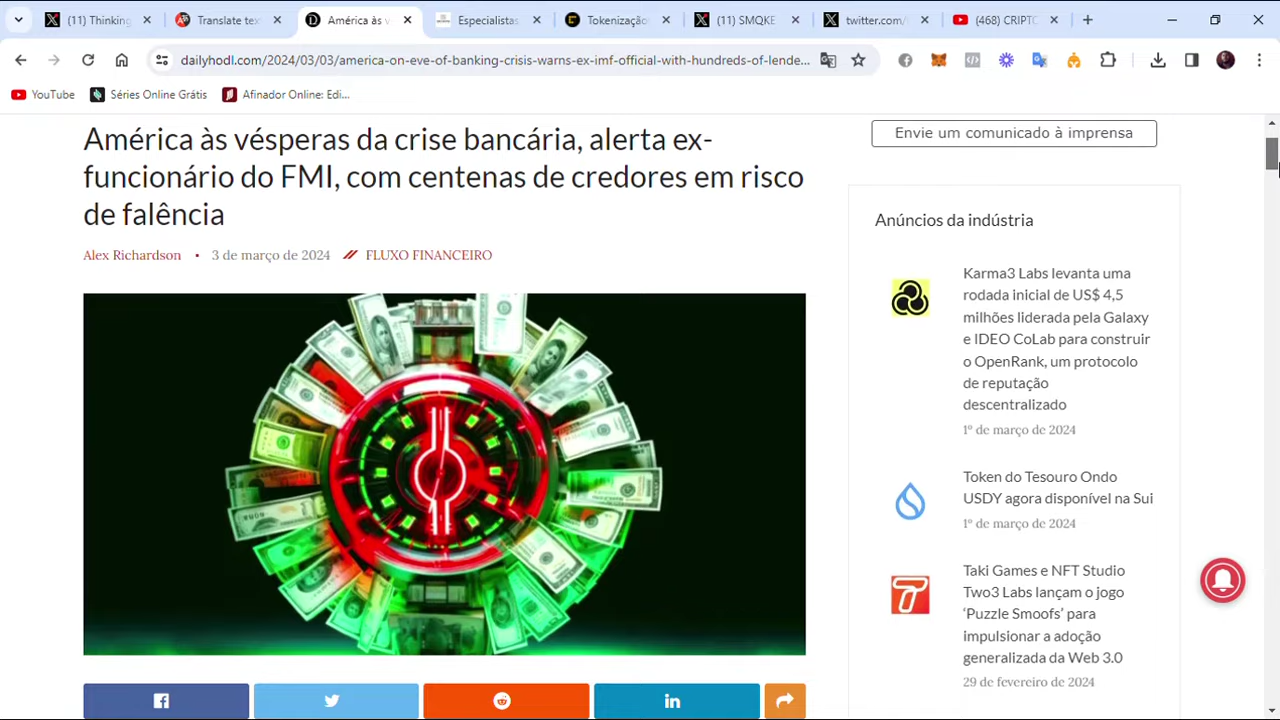 (11) Thinking
Translate tex
América às v
Especialistas,
Tokenização
(11) SMQKE
twitter.com/
(468) CRIPTC
dailyhodl.com/2024/03/03/america-on-eve-of-banking-crisis-warns-ex-imf-official-with-hundreds-of-lende...
YouTube
Séries Online Grátis
Afinador Online: Edi...
América às vésperas da crise bancária, alerta ex-
funcionário do FMI, com centenas de credores em risco
de falência
Alex Richardson • 3 de março de 2024 // FLUXO FINANCEIRO
Envie um comunicado à imprensa
Anúncios da indústria
Karma3 Labs levanta uma
rodada inicial de US$ 4,5
milhões liderada pela Galaxy
e IDEO CoLab para construir
o OpenRank, um protocolo
de reputação
descentralizado
1º de março de 2024
Token do Tesouro Ondo
USDY agora disponível na Sui
1º de março de 2024
Taki Games e NFT Studio
Two3 Labs lançam o jogo
‘Puzzle Smoofs’ para
impulsionar a adoção
generalizada da Web 3.0
29 de fevereiro de 2024